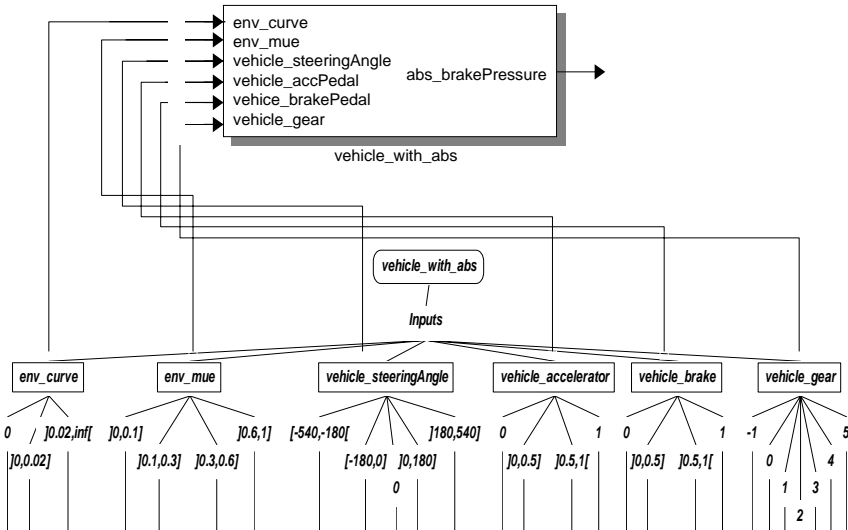 env_curve
env_mue
vehicle_steeringAngle
vehicle_accPedal
abs_brakePressure
vehice_brakePedal
vehicle_gear
vehicle_with_abs
vehicle_with_abs
Inputs
env_curve env_mue vehicle_steeringAngle vehicle_accelerator vehicle_brake vehicle_gear
0 ]0.02,inf[ ]0,0.1] ]0.6,1] [-540,-180[ ]180,540] 0 1 0 1 -1 5
]0,0.02] ]0.1,0.3] ]0.3,0.6] [-180,0] ]0,180] ]0,0.5] ]0.5,1[ ]0,0.5] ]0.5,1[ 0 4
0 1 3
2